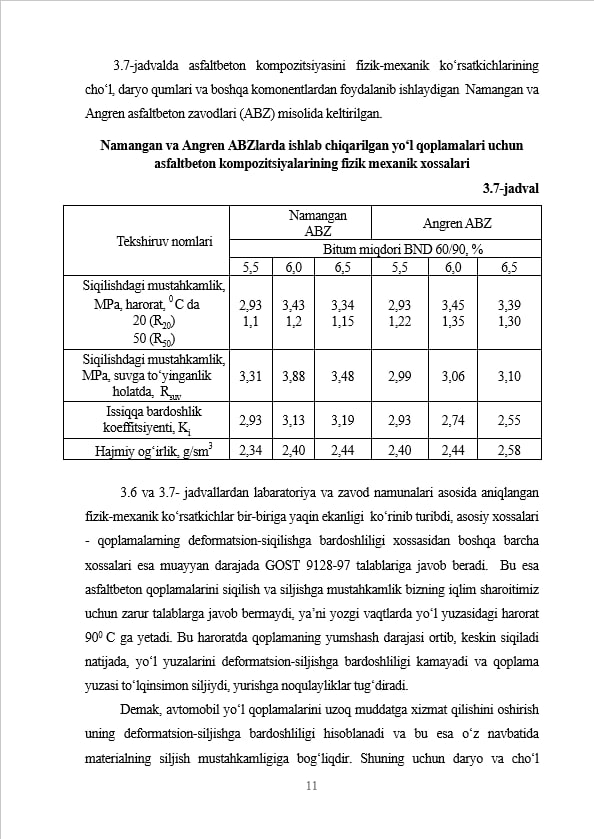 3.7-jadvalda asfaltbeton kompozitsiyasini fizik-mexanik ko‘rsatkichlarining
cho‘l, daryo qumlari va boshqa komonentlardan foydalanib ishlaydigan Namangan va
Angren asfaltbeton zavodlari (ABZ) misolida keltirilgan.
Namangan va Angren ABZlarda ishlab chiqarilgan yo‘l qoplamalari uchun
asfaltbeton kompozitsiyalarining fizik mexanik xossalari
3.7-jadval
Tekshiruv nomlari
Namangan
ABZ
Angren ABZ
Bitum miqdori BND 60/90, %
5,5 6,0 6,5 5,5 6,0 6,5
Siqilishdagi mustahkamlik,
MPa, harorat, ⁰C da
20 (R₂₀) 2,93 3,43 3,34 2,93 3,45 3,39
50 (R₅₀) 1,1 1,2 1,15 1,22 1,35 1,30
Siqilishdagi mustahkamlik,
MPa, suvga to‘yinganlik 3,31 3,88 3,48 2,99 3,06 3,10
holatda, Rsuv
Issiqqa bardoshlik
koeffitsiyenti, Ki 2,93 3,13 3,19 2,93 2,74 2,55
Hajmiy og‘irlik, g/sm³ 2,34 2,40 2,44 2,40 2,44 2,58
3.6 va 3.7- jadvallardan labaratoriya va zavod namunalari asosida aniqlangan
fizik-mexanik ko‘rsatkichlar bir-biriga yaqin ekanligi ko‘rinib turibdi, asosiy xossalari
- qoplamalarning deformatsion-siqilishga bardoshliligi xossasidan boshqa barcha
xossalari esa muayyan darajada GOST 9128-97 talablariga javob beradi. Bu esa
asfaltbeton qoplamalarini siqilish va siljishga mustahkamlik bizning iqlim sharoitimiz
uchun zarur talablarga javob bermaydi, ya’ni yozgi vaqtlarda yo‘l yuzasidagi harorat
90⁰ C ga yetadi. Bu haroratda qoplamaning yumshash darajasi ortib, keskin siqiladi
natijada, yo‘l yuzalarini deformatsion-siljishga bardoshliligi kamayadi va qoplama
yuzasi to‘lqinsimon siljiydi, yurishga noqulayliklar tug‘diradi.
Demak, avtomobil yo‘l qoplamalarini uzoq muddatga xizmat qilishini oshirish
uning deformatsion-siljishga bardoshliligi hisoblanadi va bu esa o‘z navbatida
materialning siljish mustahkamligiga bog‘liqdir. Shuning uchun daryo va cho‘l
11